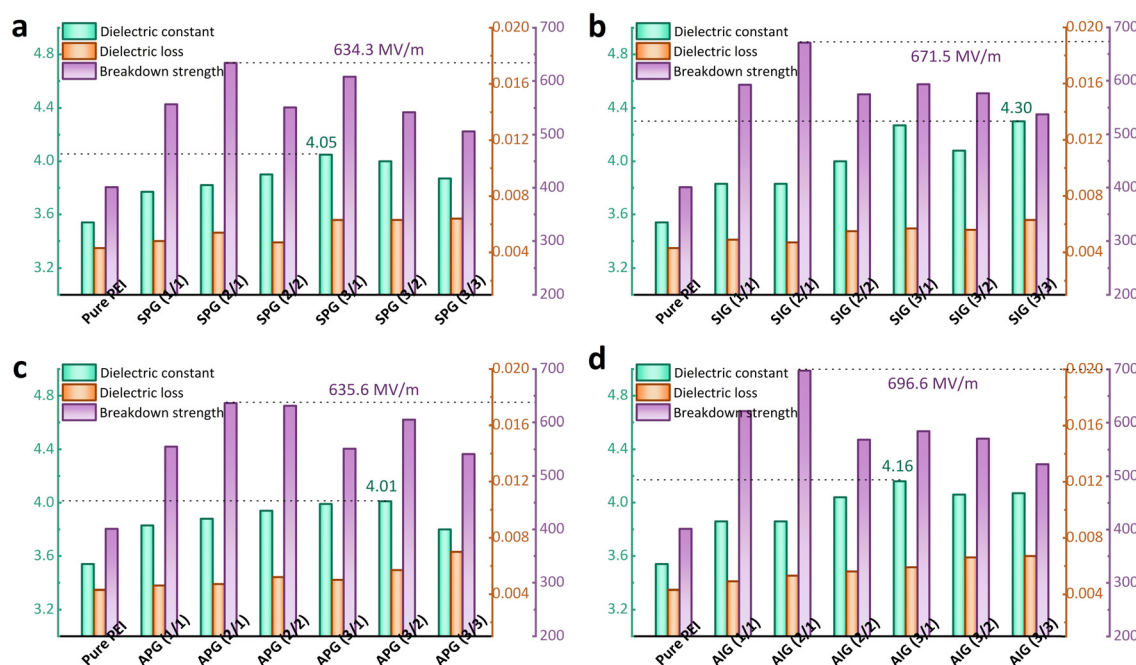 a
Dielectric constant
Dielectric loss
Breakdown strength
634.3 MV/m
4.05
4.8
4.4
4.0
3.6
3.2
0.020
0.016
0.012
0.008
0.004
700
600
500
400
300
200
Pure PEI
SPG (1/1)
SPG (2/1)
SPG (2/2)
SPG (3/1)
SPG (3/2)
SPG (3/3)
b
Dielectric constant
Dielectric loss
Breakdown strength
671.5 MV/m
4.30
4.8
4.4
4.0
3.6
3.2
0.020
0.016
0.012
0.008
0.004
700
600
500
400
300
200
Pure PEI
SIG (1/1)
SIG (2/1)
SIG (2/2)
SIG (3/1)
SIG (3/2)
SIG (3/3)
c
Dielectric constant
Dielectric loss
Breakdown strength
635.6 MV/m
4.01
4.8
4.4
4.0
3.6
3.2
0.020
0.016
0.012
0.008
0.004
700
600
500
400
300
200
Pure PEI
APG (1/1)
APG (2/1)
APG (2/2)
APG (3/1)
APG (3/2)
APG (3/3)
d
Dielectric constant
Dielectric loss
Breakdown strength
696.6 MV/m
4.16
4.8
4.4
4.0
3.6
3.2
0.020
0.016
0.012
0.008
0.004
700
600
500
400
300
200
Pure PEI
AIG (1/1)
AIG (2/1)
AIG (2/2)
AIG (3/1)
AIG (3/2)
AIG (3/3)